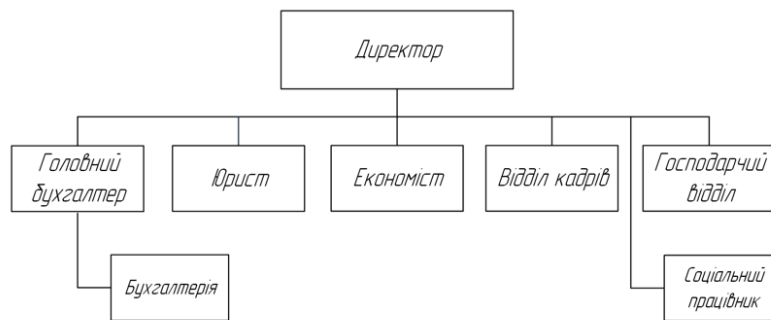 Директор
Головний
бухгалтер
Юрист
Економіст
Відділ кадрів
Господарчий
відділ
Бухгалтерія
Соціальний
працівник